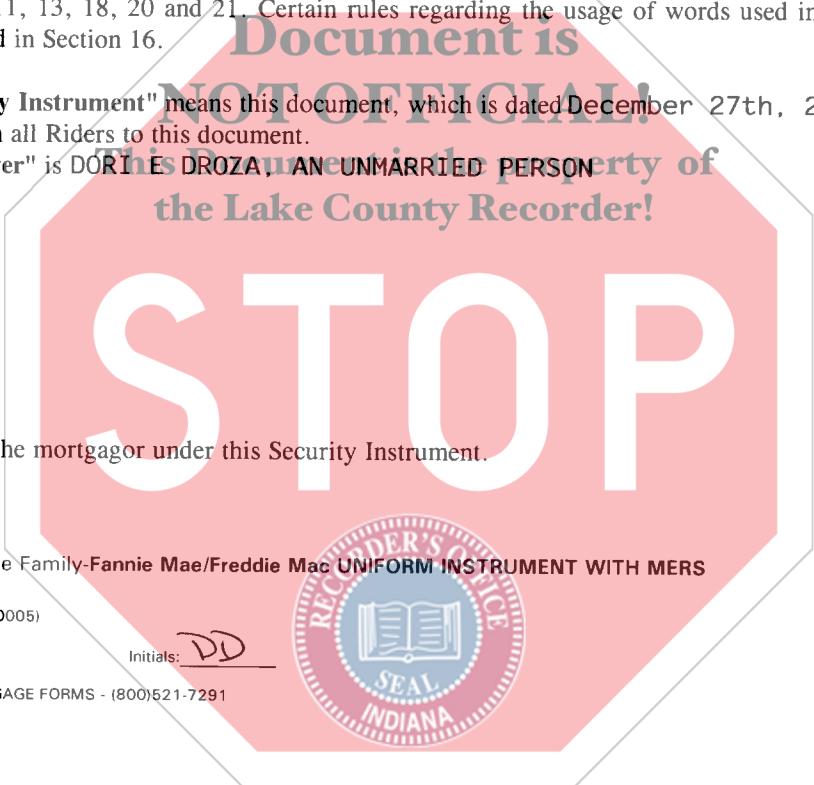 11, 13, 18, 20 and 21. Certain rules regarding the usage of words used in
in Section 16.
Document is
NOT OFFICIAL!
Instrument" means this document, which is dated December 27th, 2
all Riders to this document.
er" is DORI E DROZA, AN UNMARRIED PERSON
This Document is the property of
the Lake County Recorder!
STOP
he mortgagor under this Security Instrument.
e Family-Fannie Mae/Freddie Mac UNIFORM INSTRUMENT WITH MERS
0005)
Initials: DD
GAGE FORMS - (800)521-7291
RECORDER'S OFFICE
SEAL
INDIANA